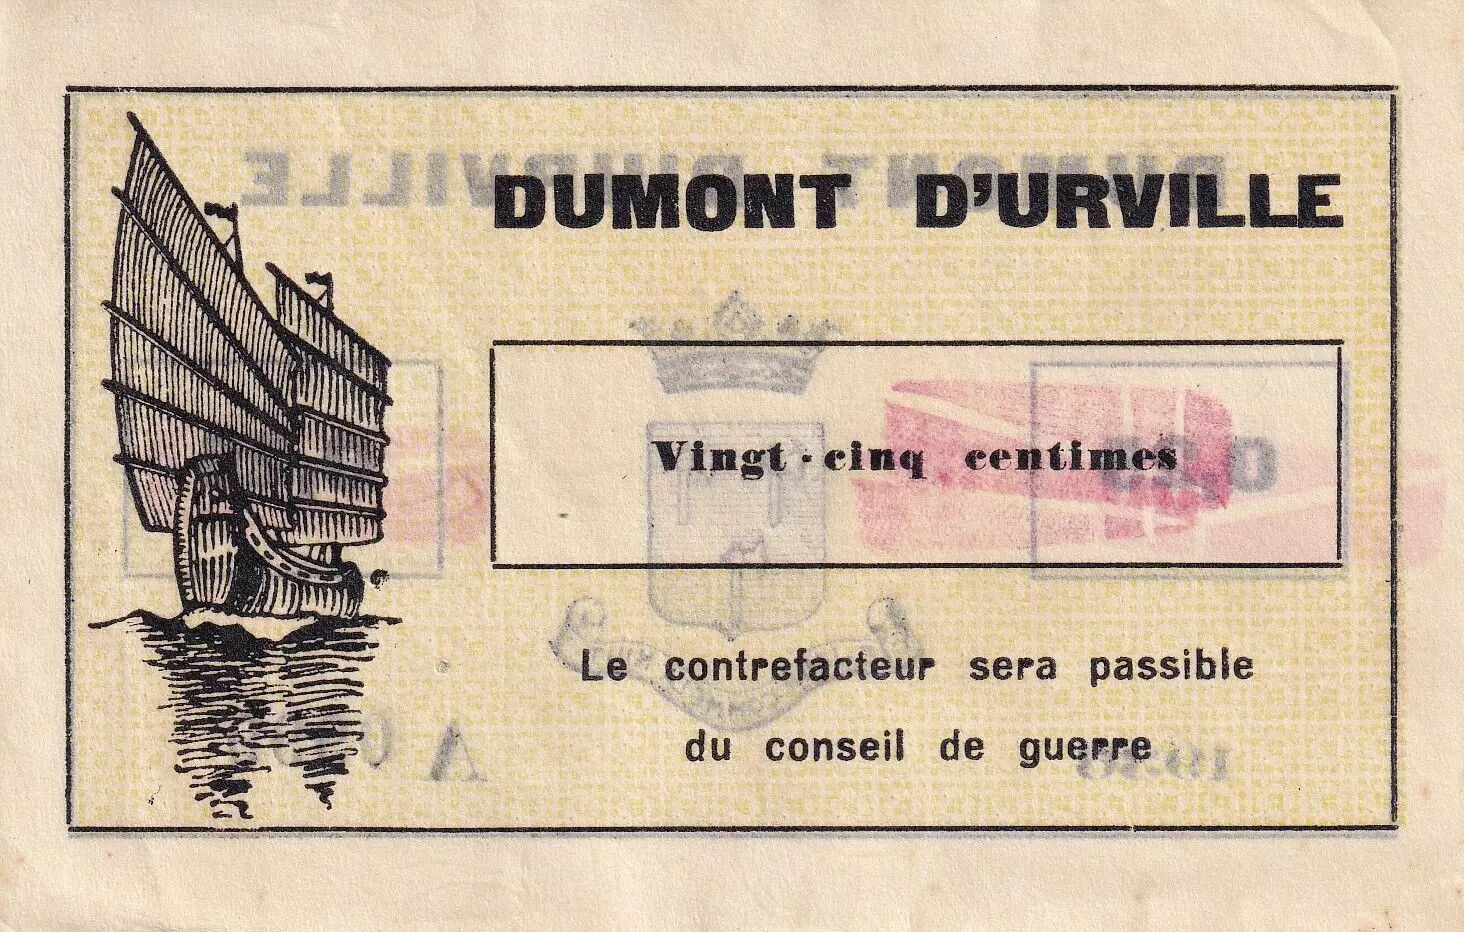 DUMONT D'URVILLE
Vingt-cinq centimes
Le contrefacteur sera passible
du conseil de guerre